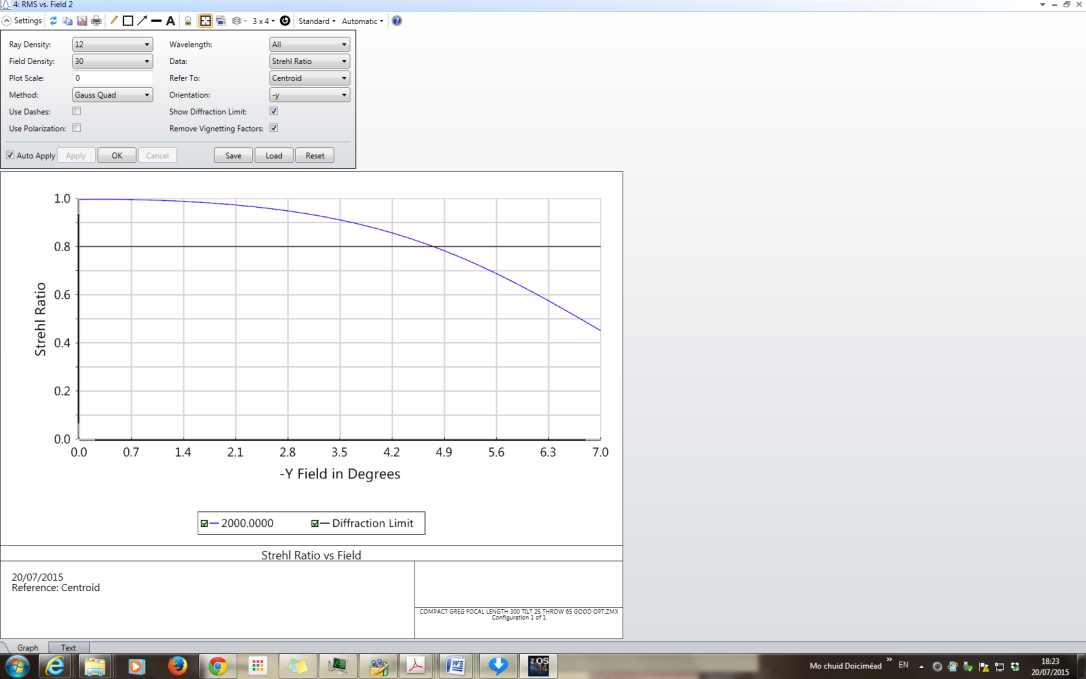 4: RMS vs. Field 2
Settings
A
3 x 4
Standard
Automatic
Ray Density: 12 Wavelength: All
Field Density: 30 Data: Strehl Ratio
Plot Scale: 0 Refer To: Centroid
Method: Gauss Quad Orientation: -y
Use Dashes: Show Diffraction Limit:
Use Polarization: Remove Vignetting Factors:
Auto Apply Apply OK Cancel Save Load Reset
1.0
0.8
0.6
0.4
0.2
0.0
Strehl Ratio
0.0 0.7 1.4 2.1 2.8 3.5 4.2 4.9 5.6 6.3 7.0
-Y Field in Degrees
2000.0000 Diffraction Limit
Strehl Ratio vs Field
20/07/2015
Reference: Centroid
COMPACT GREG FOCAL LENGTH 300 TILT 25 THROW 65 GOOD OPT.ZMX
Configuration 1 of 1
Graph Text
OS
Mo chuid Doiciméad » EN
18:23
20/07/2015